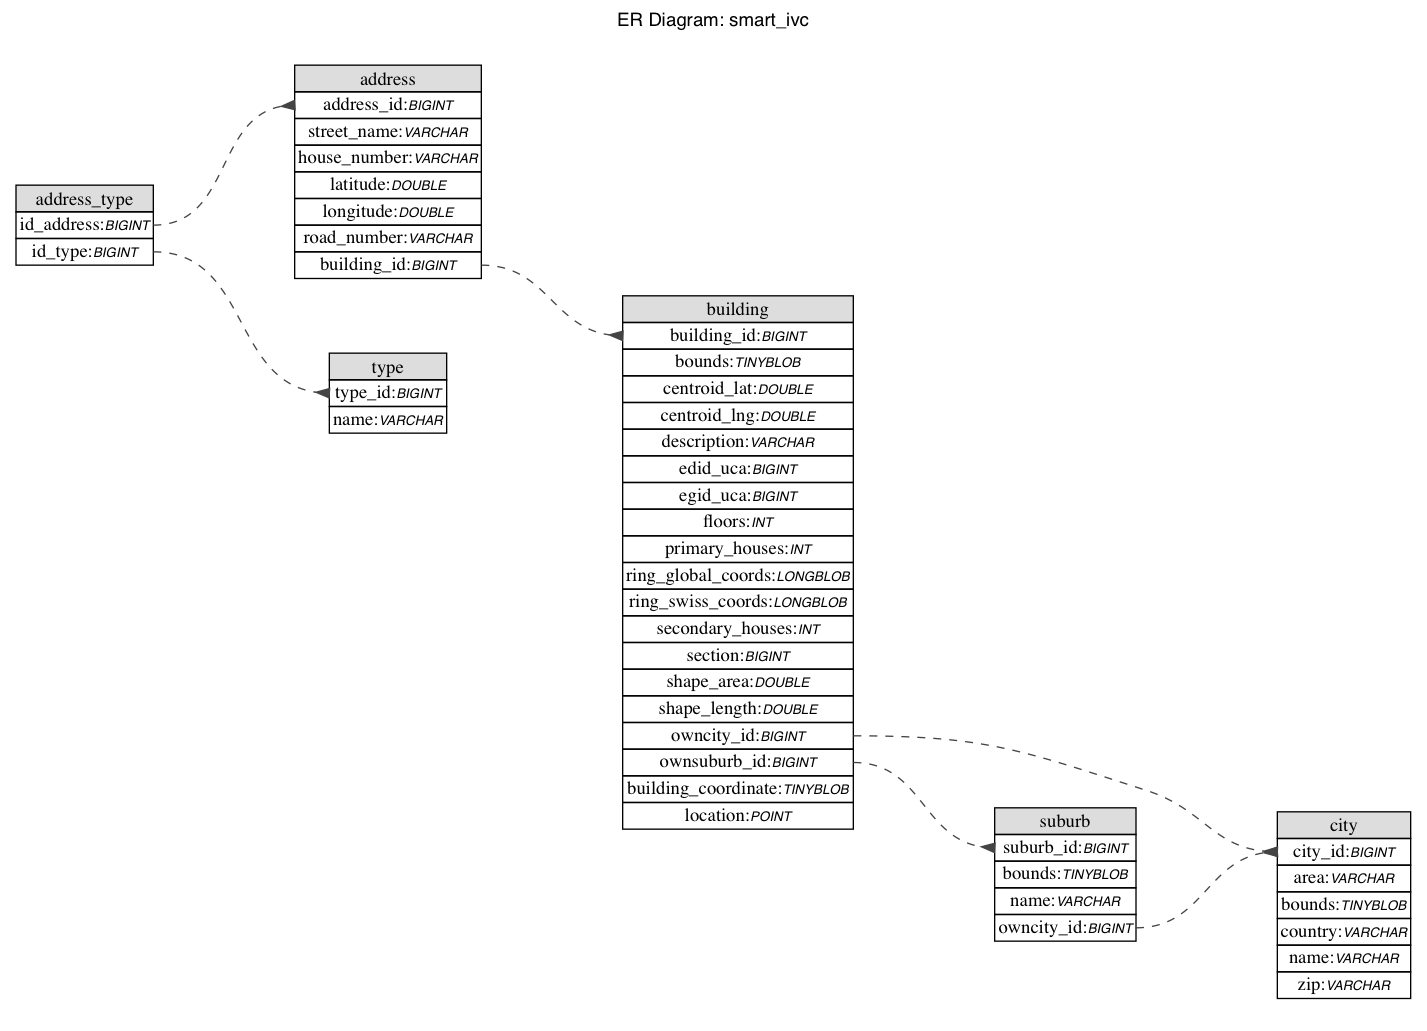 ER Diagram: smart_ivc
address
address_id:BIGINT
street_name:VARCHAR
house_number:VARCHAR
latitude:DOUBLE
longitude:DOUBLE
road_number:VARCHAR
building_id:BIGINT
address_type
id_address:BIGINT
id_type:BIGINT
type
type_id:BIGINT
name:VARCHAR
building
building_id:BIGINT
bounds:TINYBLOB
centroid_lat:DOUBLE
centroid_lng:DOUBLE
description:VARCHAR
edid_uca:BIGINT
egid_uca:BIGINT
floors:INT
primary_houses:INT
ring_global_coords:LONGBLOB
ring_swiss_coords:LONGBLOB
secondary_houses:INT
section:BIGINT
shape_area:DOUBLE
shape_length:DOUBLE
owncity_id:BIGINT
ownsuburb_id:BIGINT
building_coordinate:TINYBLOB
location:POINT
suburb
suburb_id:BIGINT
bounds:TINYBLOB
name:VARCHAR
owncity_id:BIGINT
city
city_id:BIGINT
area:VARCHAR
bounds:TINYBLOB
country:VARCHAR
name:VARCHAR
zip:VARCHAR